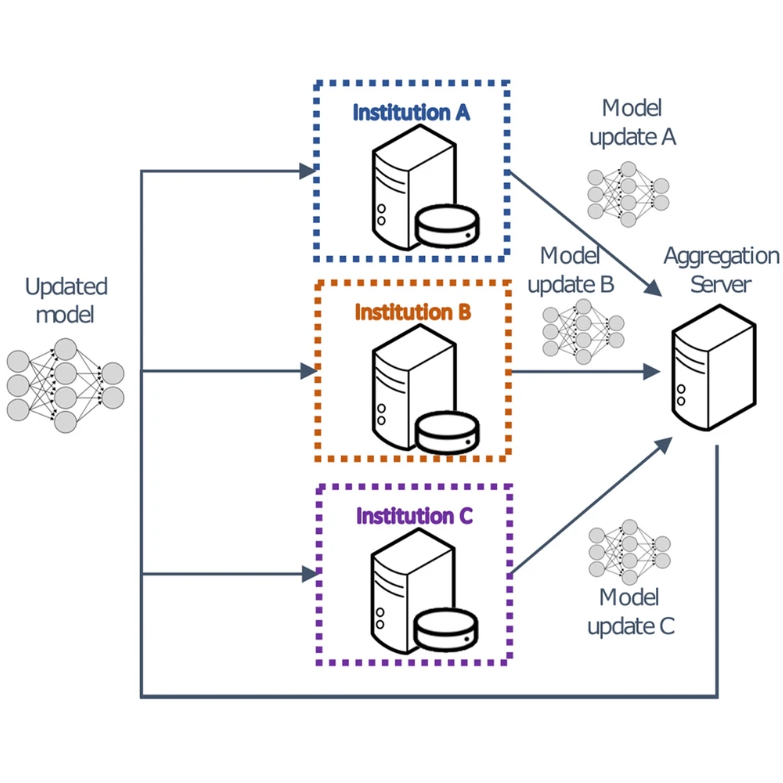 Institution A
Model
update A
Model
update B
Aggregation
Server
Updated
model
Institution B
Institution C
Model
update C